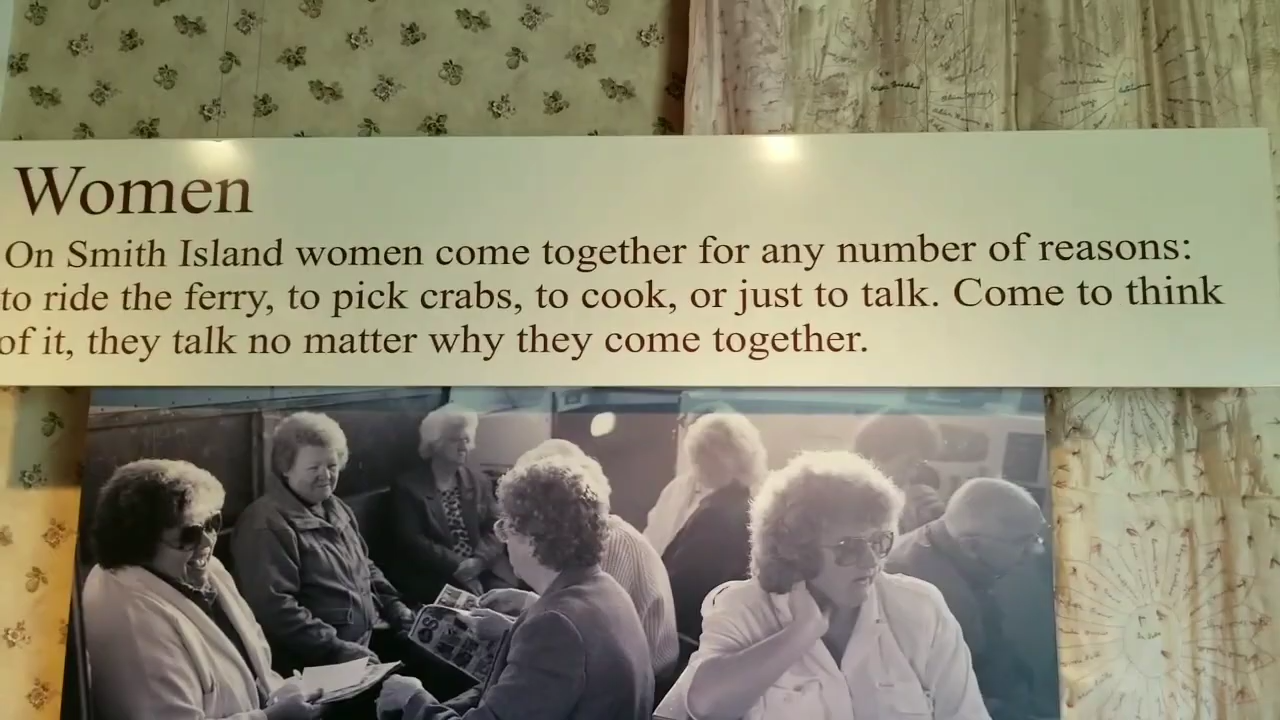 Women
On Smith Island women come together for any number of reasons:
to ride the ferry, to pick crabs, to cook, or just to talk. Come to think
of it, they talk no matter why they come together.